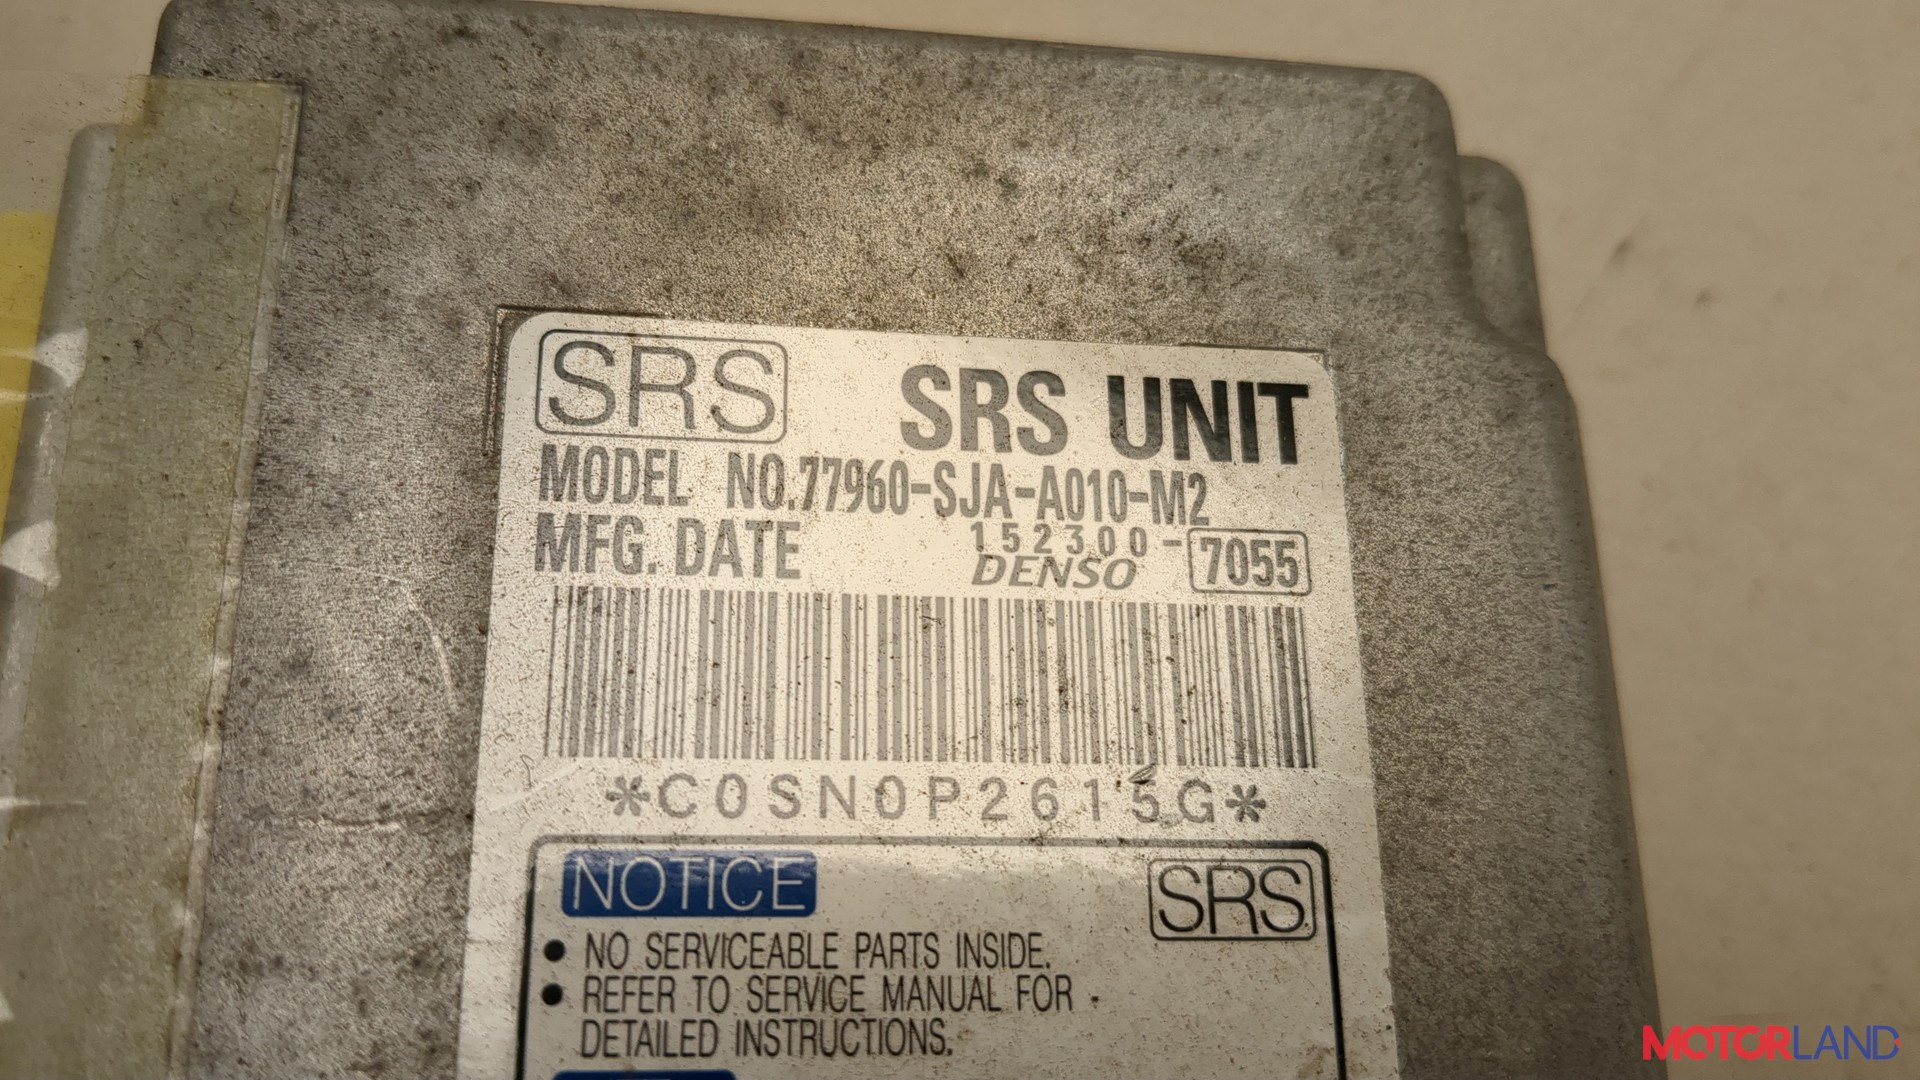 SRS SRS UNIT
MODEL NO.77960-SJA-A010-M2
MFG. DATE 152300-7055
DENSO
*C0SN0P2615G*
NOTICE SRS
• NO SERVICEABLE PARTS INSIDE.
• REFER TO SERVICE MANUAL FOR
DETAILED INSTRUCTIONS.
MOTORLAND